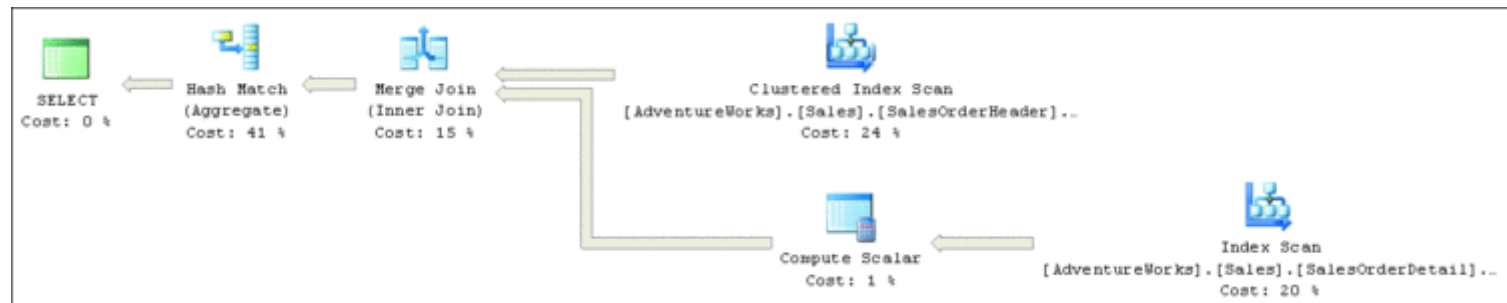 SELECT
Cost: 0 %
Hash Match
(Aggregate)
Cost: 41 %
Merge Join
(Inner Join)
Cost: 15 %
Clustered Index Scan
[AdventureWorks].[Sales].[SalesOrderHeader]...
Cost: 24 %
Compute Scalar
Cost: 1 %
Index Scan
[AdventureWorks].[Sales].[SalesOrderDetail]...
Cost: 20 %